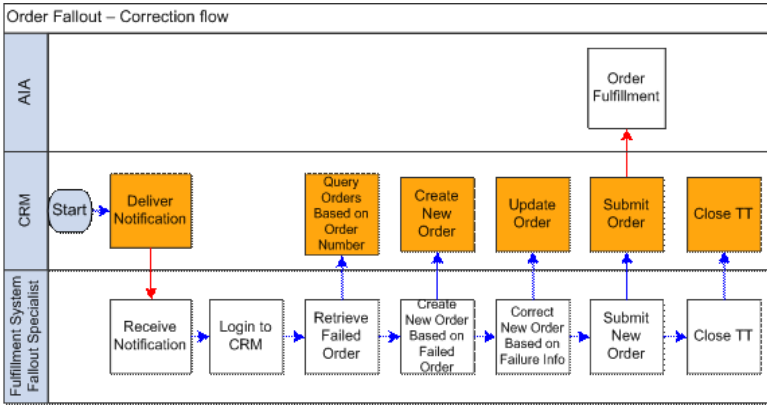 Order Fallout – Correction flow
AIA
Order
Fulfillment
CRM
Start
Deliver
Notification
Query
Orders
Based on
Order
Number
Create
New
Order
Update
Order
Submit
Order
Close TT
Fulfillment System
Fallout Specialist
Receive
Notification
Login to
CRM
Retrieve
Failed
Order
Create
New Order
Based on
Failed
Order
Correct
New Order
Based on
Failure Info
Submit
New
Order
Close TT